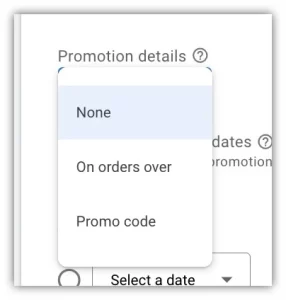 Promotion details
None
dates
promotion
On orders over
Promo code
Select a date